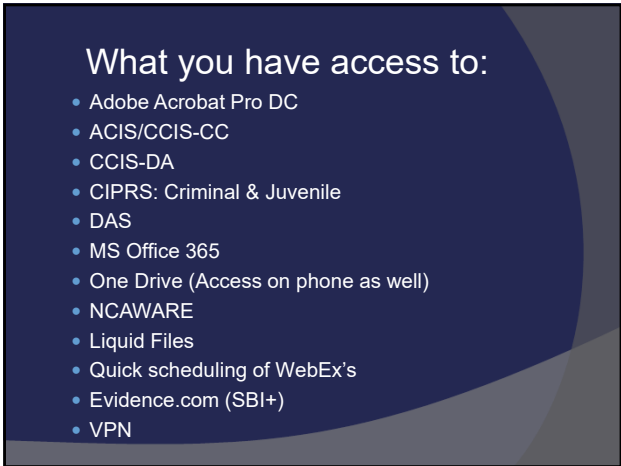 What you have access to:
• Adobe Acrobat Pro DC
• ACIS/CCIS-CC
• CCIS-DA
• CIPRS: Criminal & Juvenile
• DAS
• MS Office 365
• One Drive (Access on phone as well)
• NCAWARE
• Liquid Files
• Quick scheduling of WebEx’s
• Evidence.com (SBI+)
• VPN